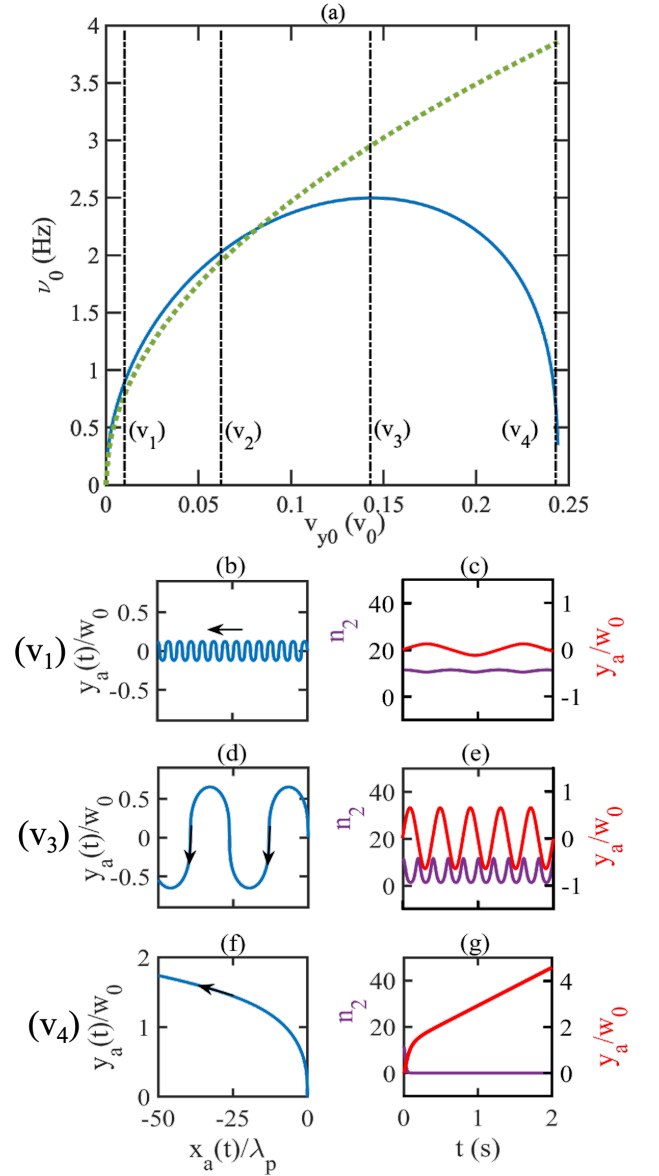 (a)
4
3.5
3
2.5
2
1.5
1
0.5
0
ν0 (Hz)
(v1) (v2) (v3) (v4)
0 0.05 0.1 0.15 0.2 0.25
vy0 (v0)
(b) (c)
(v1)
ya(t)/w0
0.5
0
-0.5
n2
40
20
0
1
0
-1
ya/w0
(d) (e)
(v3)
ya(t)/w0
0.5
0
-0.5
n2
40
20
0
1
0
-1
ya/w0
(f) (g)
(v4)
ya(t)/w0
2
1
0
n2
40
20
0
4
2
0
ya/w0
-50 -25 0
xa(t)/λp
0 1 2
t (s)